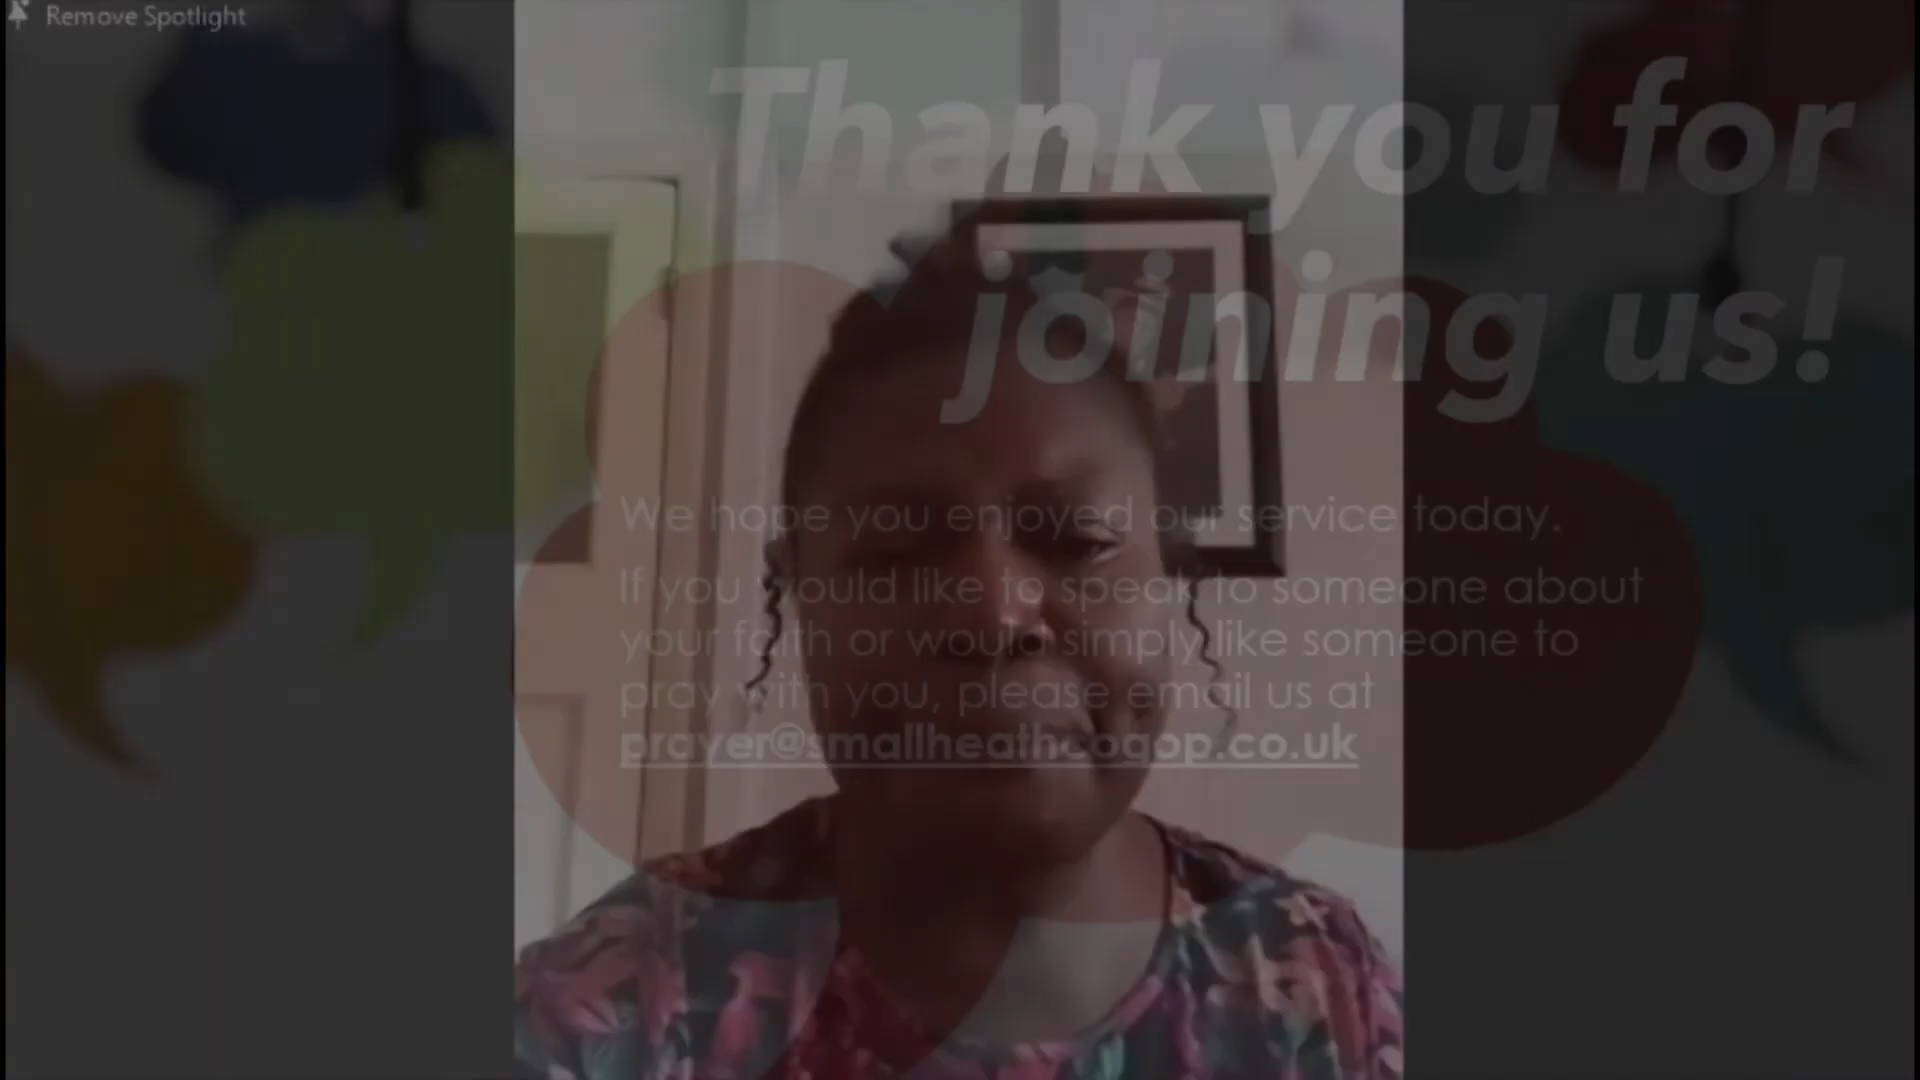 Remove Spotlight
Thank you for
joining us!
We hope you enjoyed our service today.
If you would like to speak to someone about
your faith or would simply like someone to
pray with you, please email us at
prayer@smallheathcogop.co.uk